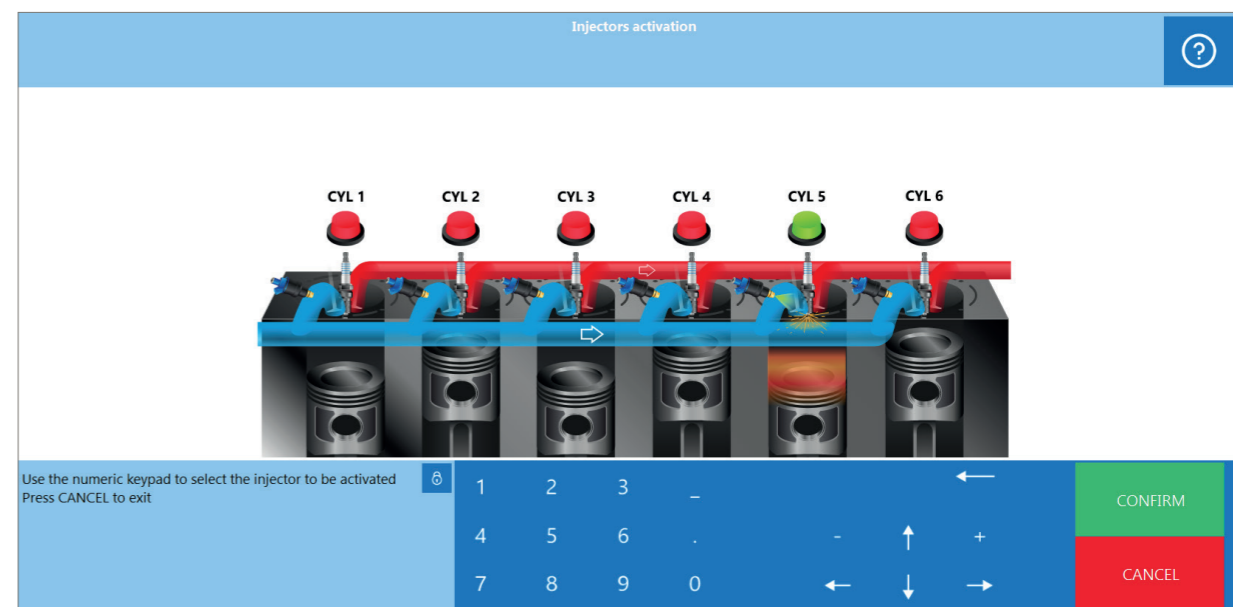 Injectors activation
?
CYL 1 CYL 2 CYL 3 CYL 4 CYL 5 CYL 6
Use the numeric keypad to select the injector to be activated
Press CANCEL to exit
1 2 3 _
4 5 6 . - +
7 8 9 0
CONFIRM
CANCEL